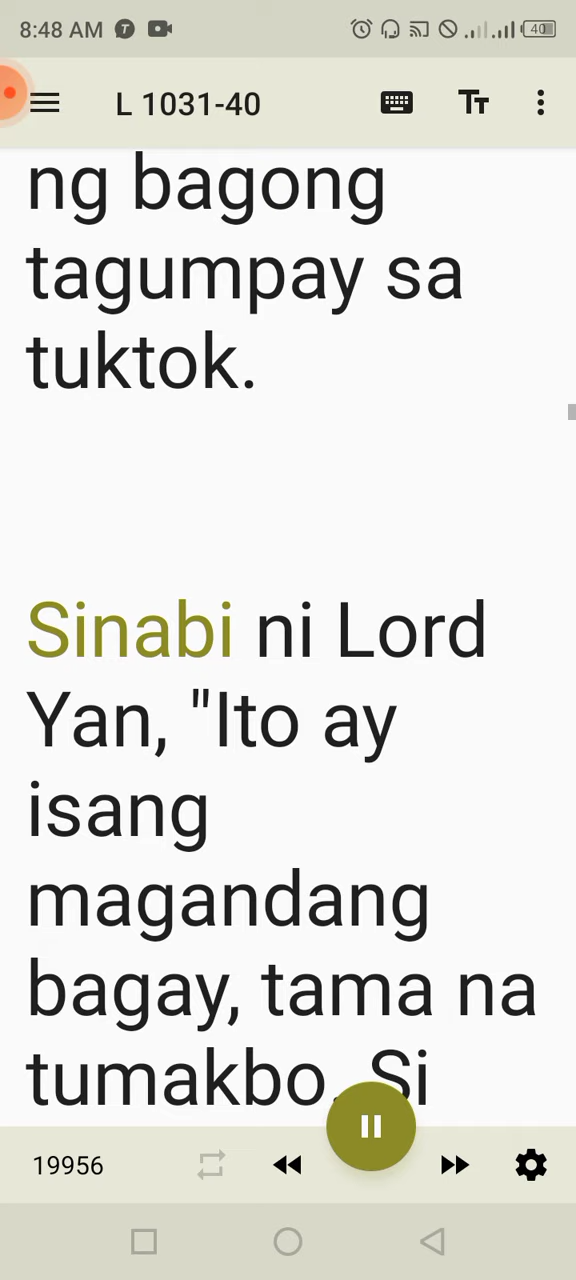 8:48 AM
40
L 1031-40
ng bagong
tagumpay sa
tuktok.
Sinabi ni Lord
Yan, "Ito ay
isang
magandang
bagay, tama na
tumakbo. Si
19956